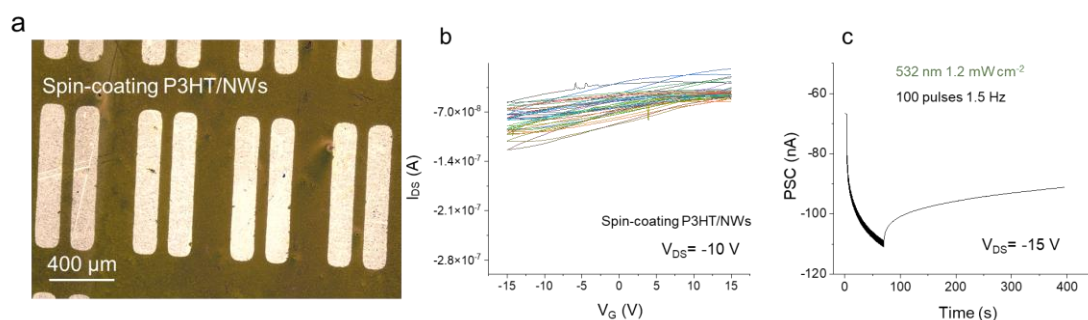 a
Spin-coating P3HT/NWs
400 μm
b
I_DS (A)
-7.0×10⁻⁸
-1.4×10⁻⁷
-2.1×10⁻⁷
-2.8×10⁻⁷
Spin-coating P3HT/NWs
V_DS= -10 V
-15 -10 -5 0 5 10 15
V_G (V)
c
532 nm 1.2 mW cm⁻²
100 pulses 1.5 Hz
PSC (nA)
-60
-80
-100
-120
V_DS= -15 V
0 100 200 300 400
Time (s)